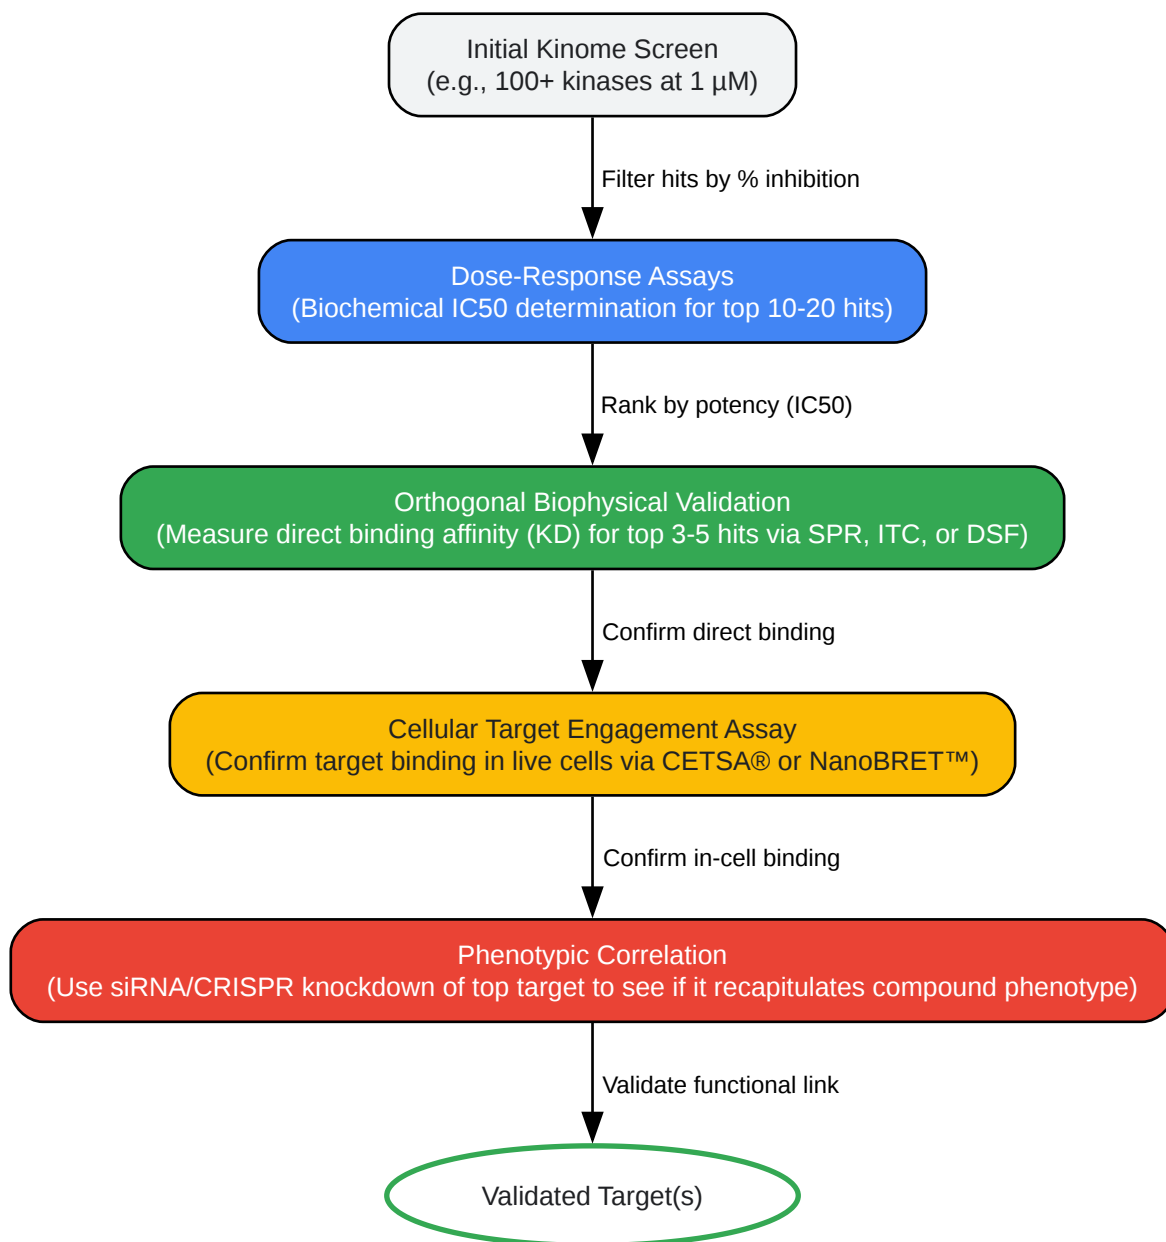 Initial Kinome Screen
(e.g., 100+ kinases at 1 µM)
Filter hits by % inhibition
Dose-Response Assays
(Biochemical IC50 determination for top 10-20 hits)
Rank by potency (IC50)
Orthogonal Biophysical Validation
(Measure direct binding affinity (KD) for top 3-5 hits via SPR, ITC, or DSF)
Confirm direct binding
Cellular Target Engagement Assay
(Confirm target binding in live cells via CETSA® or NanoBRET™)
Confirm in-cell binding
Phenotypic Correlation
(Use siRNA/CRISPR knockdown of top target to see if it recapitulates compound phenotype)
Validate functional link
Validated Target(s)